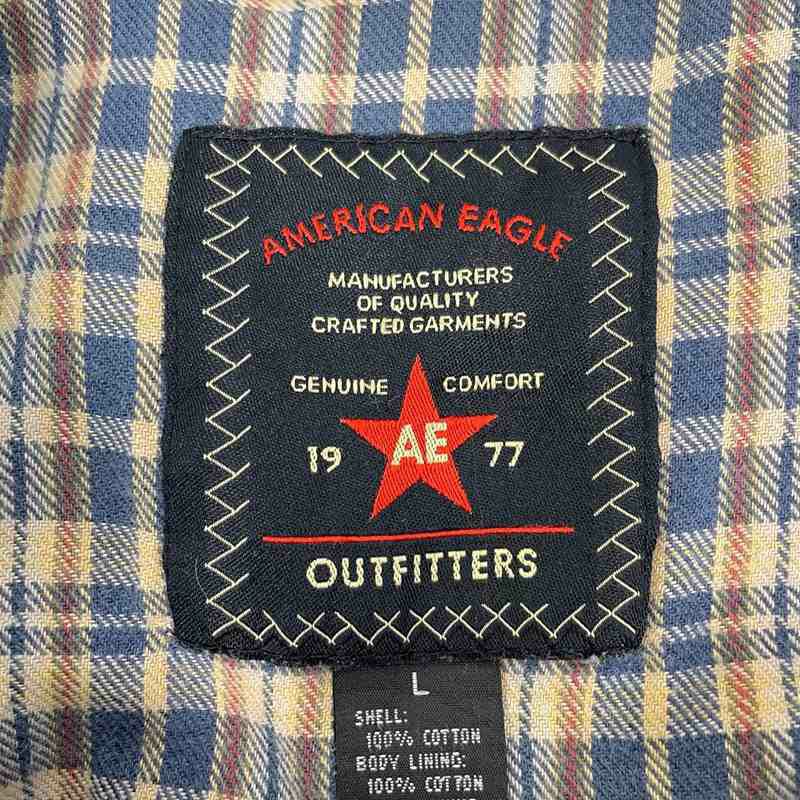 AMERICAN EAGLE
MANUFACTURERS
OF QUALITY
CRAFTED GARMENTS
GENUINE COMFORT
19 AE 77
OUTFITTERS
L
SHELL:
100% COTTON
BODY LINING:
100% COTTON